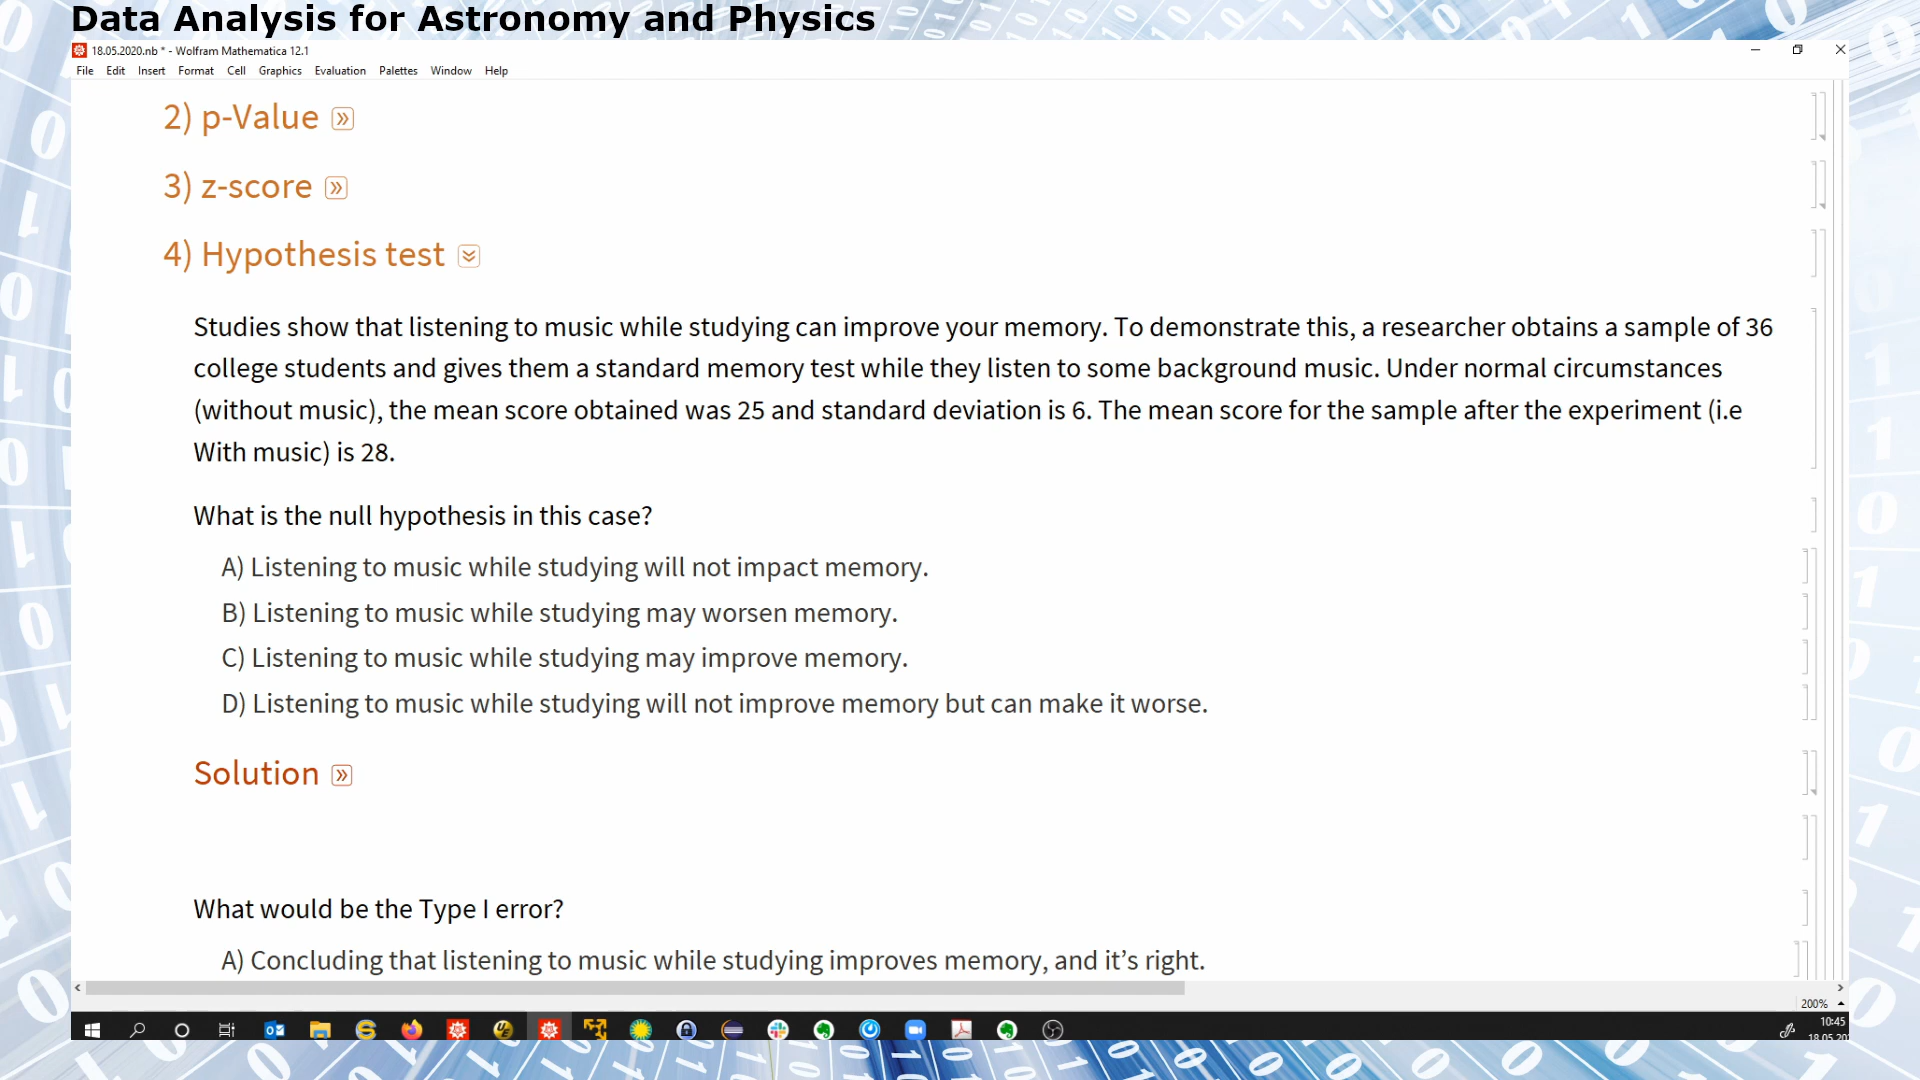 Data Analysis for Astronomy and Physics
18.05.2020.nb * - Wolfram Mathematica 12.1
File Edit Insert Format Cell Graphics Evaluation Palettes Window Help
2) p-Value
3) z-score
4) Hypothesis test
Studies show that listening to music while studying can improve your memory. To demonstrate this, a researcher obtains a sample of 36
college students and gives them a standard memory test while they listen to some background music. Under normal circumstances
(without music), the mean score obtained was 25 and standard deviation is 6. The mean score for the sample after the experiment (i.e
With music) is 28.
What is the null hypothesis in this case?
A) Listening to music while studying will not impact memory.
B) Listening to music while studying may worsen memory.
C) Listening to music while studying may improve memory.
D) Listening to music while studying will not improve memory but can make it worse.
Solution
What would be the Type I error?
A) Concluding that listening to music while studying improves memory, and it’s right.
200%
10:45
18.05.20